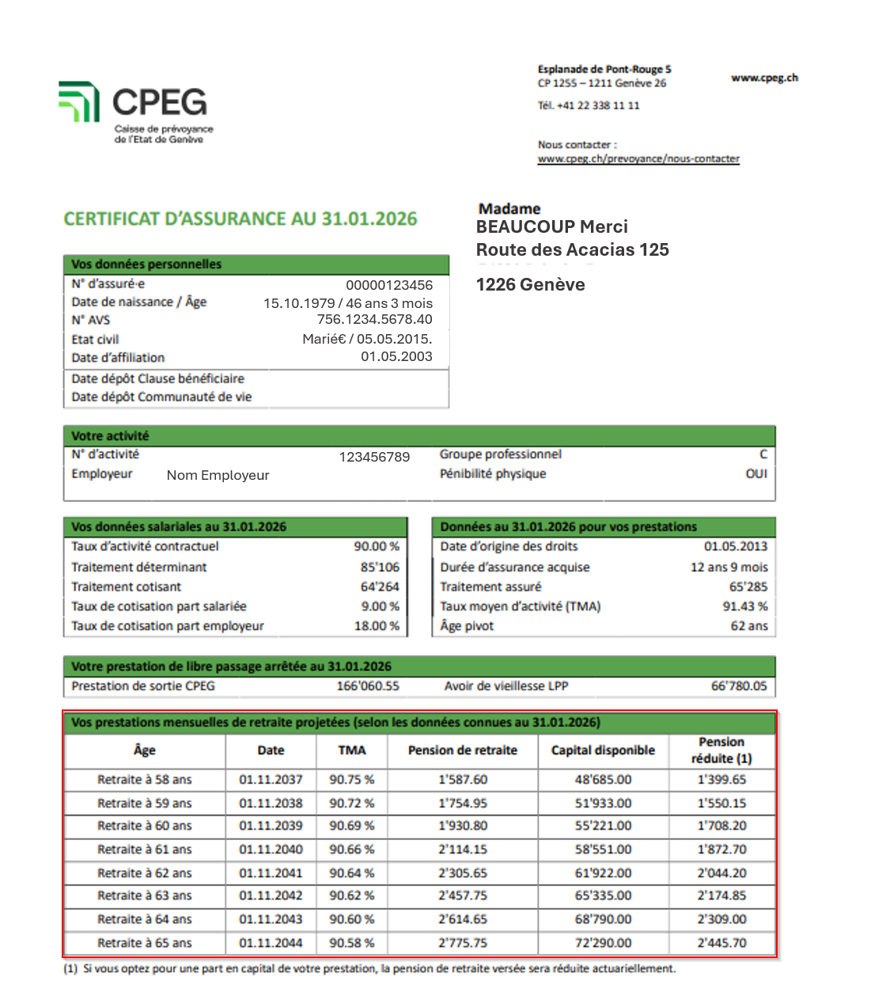 CPEG
Caisse de prévoyance
de l'Etat de Genève
Esplanade de Pont-Rouge 5
CP 1255 – 1211 Genève 26
Tél. +41 22 338 11 11
Nous contacter :
www.cpeg.ch/prevoyance/nous-contacter
www.cpeg.ch
CERTIFICAT D'ASSURANCE AU 31.01.2026
Madame
BEAUCOUP Merci
Route des Acacias 125
1226 Genève
Vos données personnelles
N° d'assuré·e 00000123456
Date de naissance / Âge 15.10.1979 / 46 ans 3 mois
N° AVS 756.1234.5678.40
Etat civil Marié€ / 05.05.2015.
Date d'affiliation 01.05.2003
Date dépôt Clause bénéficiaire
Date dépôt Communauté de vie
Votre activité
N° d'activité 123456789 Groupe professionnel C
Employeur Nom Employeur Pénibilité physique OUI
Vos données salariales au 31.01.2026
Taux d'activité contractuel 90.00 %
Traitement déterminant 85'106
Traitement cotisant 64'264
Taux de cotisation part salariée 9.00 %
Taux de cotisation part employeur 18.00 %
Données au 31.01.2026 pour vos prestations
Date d'origine des droits 01.05.2013
Durée d'assurance acquise 12 ans 9 mois
Traitement assuré 65'285
Taux moyen d'activité (TMA) 91.43 %
Âge pivot 62 ans
Votre prestation de libre passage arrêtée au 31.01.2026
Prestation de sortie CPEG 166'060.55 Avoir de vieillesse LPP 66'780.05
Vos prestations mensuelles de retraite projetées (selon les données connues au 31.01.2026)
Âge Date TMA Pension de retraite Capital disponible Pension réduite (1)
Retraite à 58 ans 01.11.2037 90.75 % 1'587.60 48'685.00 1'399.65
Retraite à 59 ans 01.11.2038 90.72 % 1'754.95 51'933.00 1'550.15
Retraite à 60 ans 01.11.2039 90.69 % 1'930.80 55'221.00 1'708.20
Retraite à 61 ans 01.11.2040 90.66 % 2'114.15 58'551.00 1'872.70
Retraite à 62 ans 01.11.2041 90.64 % 2'305.65 61'922.00 2'044.20
Retraite à 63 ans 01.11.2042 90.62 % 2'457.75 65'335.00 2'174.85
Retraite à 64 ans 01.11.2043 90.60 % 2'614.65 68'790.00 2'309.00
Retraite à 65 ans 01.11.2044 90.58 % 2'775.75 72'290.00 2'445.70
(1) Si vous optez pour une part en capital de votre prestation, la pension de retraite versée sera réduite actuariellement.